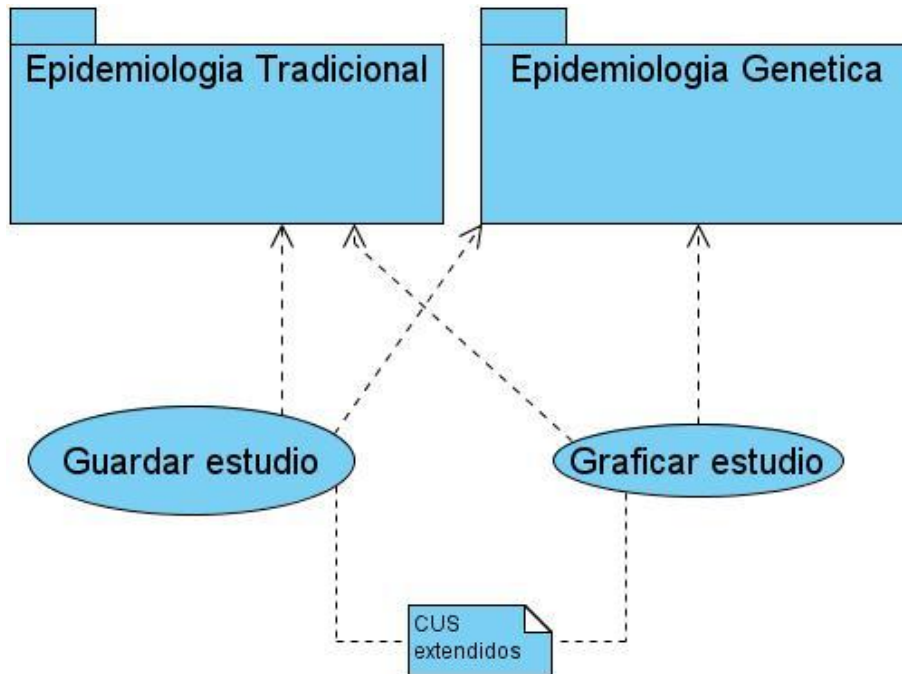 Epidemiologia Tradicional
Epidemiologia Genetica
Guardar estudio
Graficar estudio
CUS
extendidos